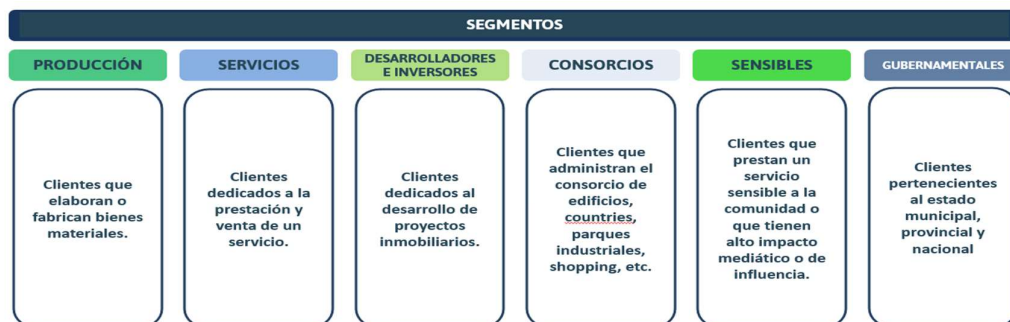 SEGMENTOS
PRODUCCIÓN
SERVICIOS
DESARROLLADORES
E INVERSORES
CONSORCIOS
SENSIBLES
GUBERNAMENTALES
Clientes que
elaboran o
fabrican bienes
materiales.
Clientes
dedicados a la
prestación y
venta de un
servicio.
Clientes
dedicados al
desarrollo de
proyectos
inmobiliarios.
Clientes que
administran el
consorcio de
edificios,
countries,
parques
industriales,
shopping, etc.
Clientes que
prestan un
servicio
sensible a la
comunidad o
que tienen
alto impacto
mediático o de
influencia.
Clientes
pertenecientes
al estado
municipal,
provincial y
nacional